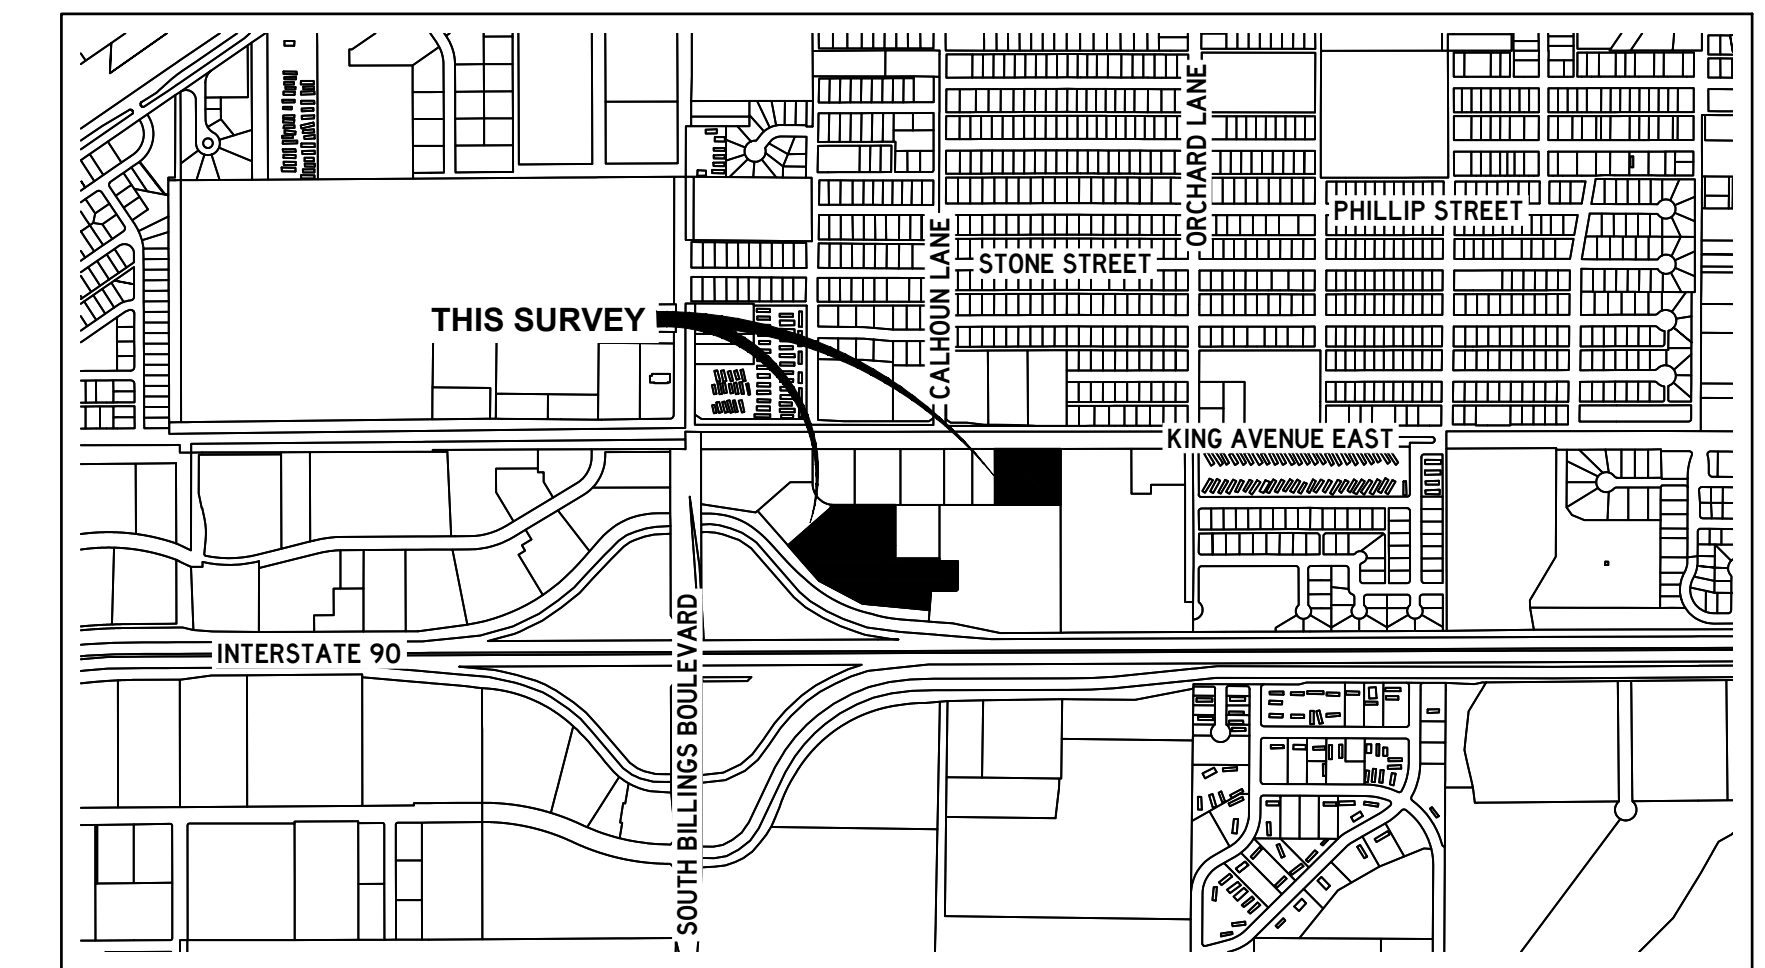 ORCHARD LANE
PHILLIP STREET
CALHOUN LANE
STONE STREET
THIS SURVEY
KING AVENUE EAST
INTERSTATE 90
SOUTH BILLINGS BOULEVARD